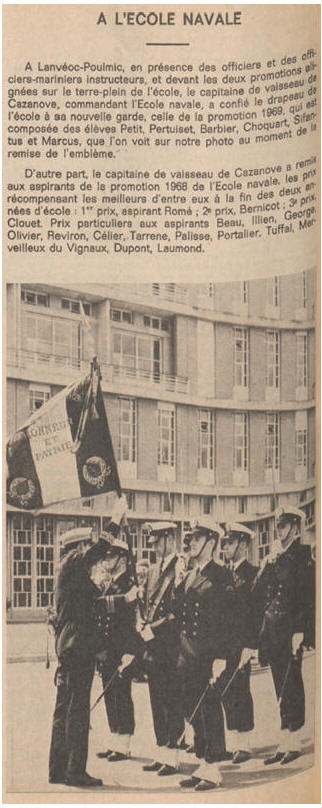 A L'ECOLE NAVALE
A Lanvéoc-Poulmic, en présence des officiers et des offi-
ciers-mariniers instructeurs, et devant les deux promotions ali-
gnées sur le terre-plein de l'école, le capitaine de vaisseau de
Cazanove, commandant l'Ecole navale, a confié le drapeau de
l'école à sa nouvelle garde, celle de la promotion 1969, qui est
composée des élèves Petit, Pertuiset, Barbier, Choquart, Sifan-
tus et Marcus, que l'on voit sur notre photo au moment de la
remise de l'emblème.
D'autre part, le capitaine de vaisseau de Cazanove a remis
aux aspirants de la promotion 1968 de l'Ecole navale, les prix
récompensant les meilleurs d'entre eux à la fin des deux an-
nées d'école : 1er prix, aspirant Romé ; 2e prix, Bernicot ; 3e prix,
Clouet. Prix particuliers aux aspirants Beau, Illien, George,
Olivier, Reviron, Célier, Tarrene, Palisse, Portalier, Tuffal, Mer-
veilleux du Vignaux, Dupont, Laumond.
HONNEUR
ET
PATRIE